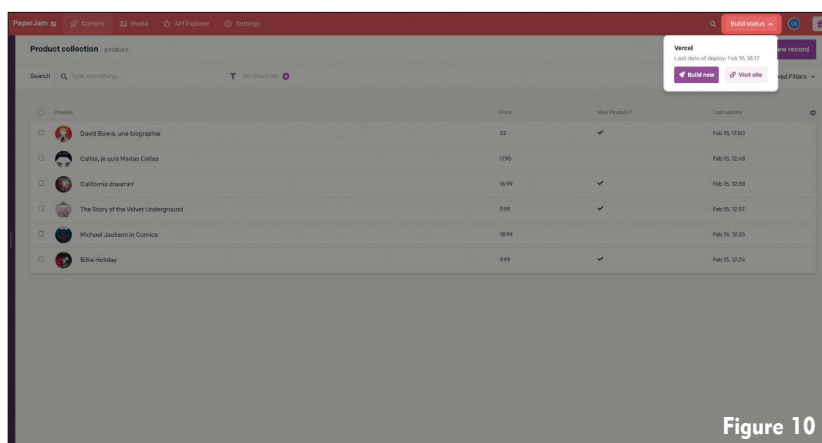 PaperJam Content Media API Explorer Settings Build status
Product collection product
Vercel
Last date of deploy: Feb 15, 18:17
Build now Visit site
ew record
Search Type something... No filters set
ed Filters
Preview Price New Product? Last update
David Bowie, une biographie 22 Feb 15, 17:50
Callas, je suis Marias Callas 17.95 Feb 15, 12:48
California dreamin' 16.99 Feb 15, 12:38
The Story of the Velvet Underground 9.99 Feb 15, 12:37
Michael Jackson in Comics 18.99 Feb 15, 12:25
Billie Holiday 9.99 Feb 15, 12:24
Figure 10